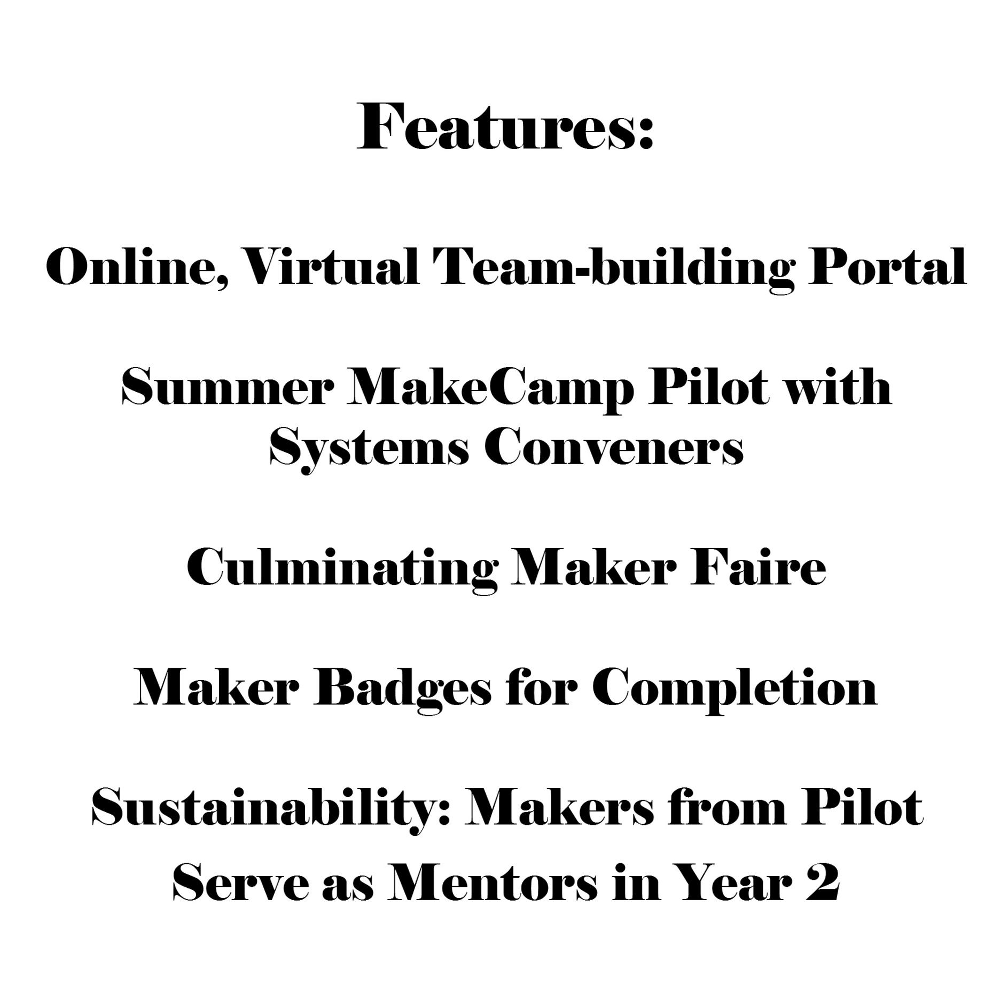 Features:
Online, Virtual Team-building Portal
Summer MakeCamp Pilot with
Systems Conveners
Culminating Maker Faire
Maker Badges for Completion
Sustainability: Makers from Pilot
Serve as Mentors in Year 2